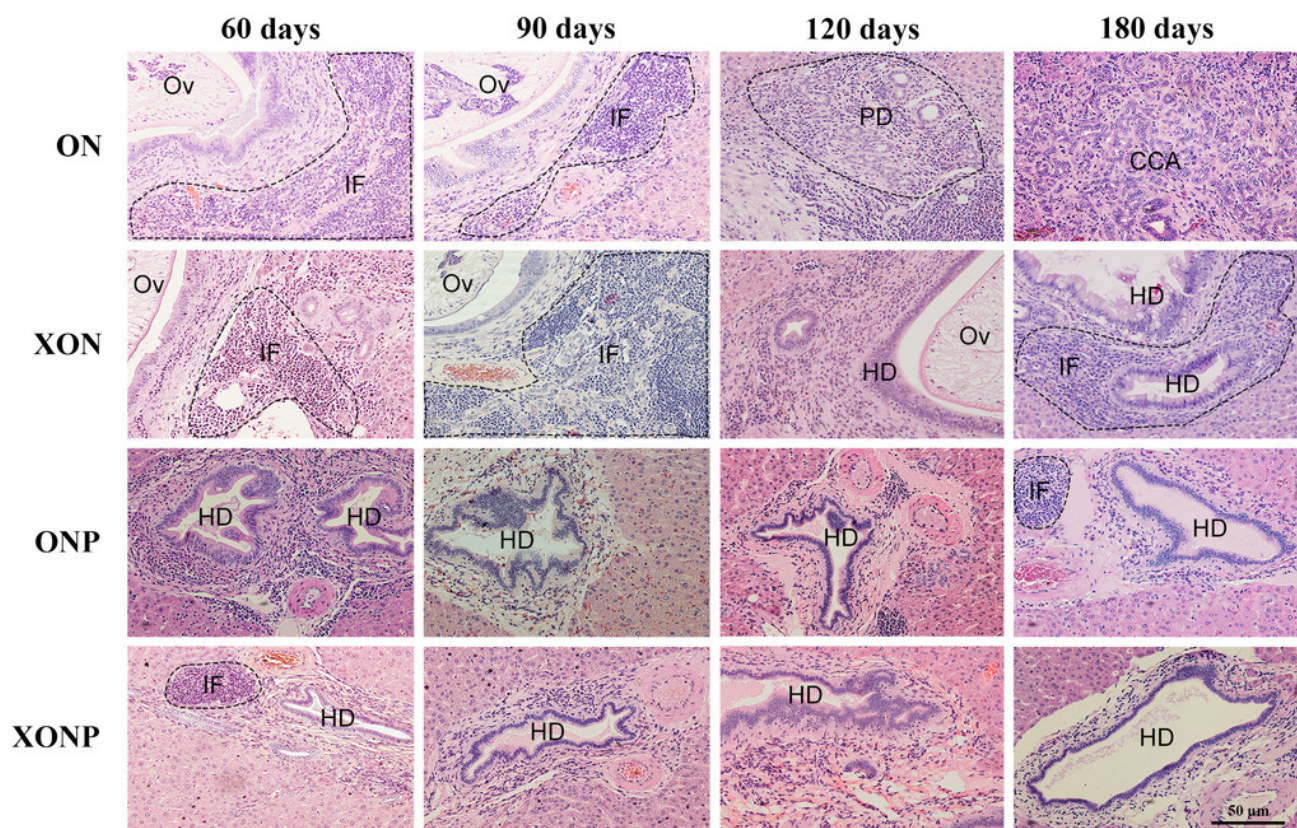 60 days 90 days 120 days 180 days
ON
Ov
IF
Ov
IF
PD
CCA
XON
Ov
IF
Ov
IF
HD
Ov
HD
IF
HD
ONP
HD
HD
HD
HD
IF
HD
XONP
IF
HD
HD
HD
HD
50 µm